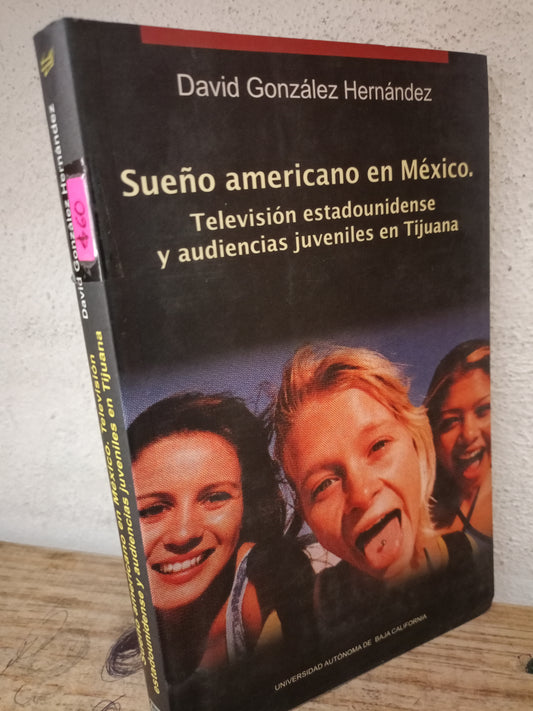 David González Hernández
Sueño americano en México.
Televisión estadounidense
y audiencias juveniles en Tijuana
UNIVERSIDAD AUTÓNOMA DE BAJA CALIFORNIA
David González Hernández
$60
Sueño americano en México. Televisión
estadounidense y audiencias juveniles en Tijuana